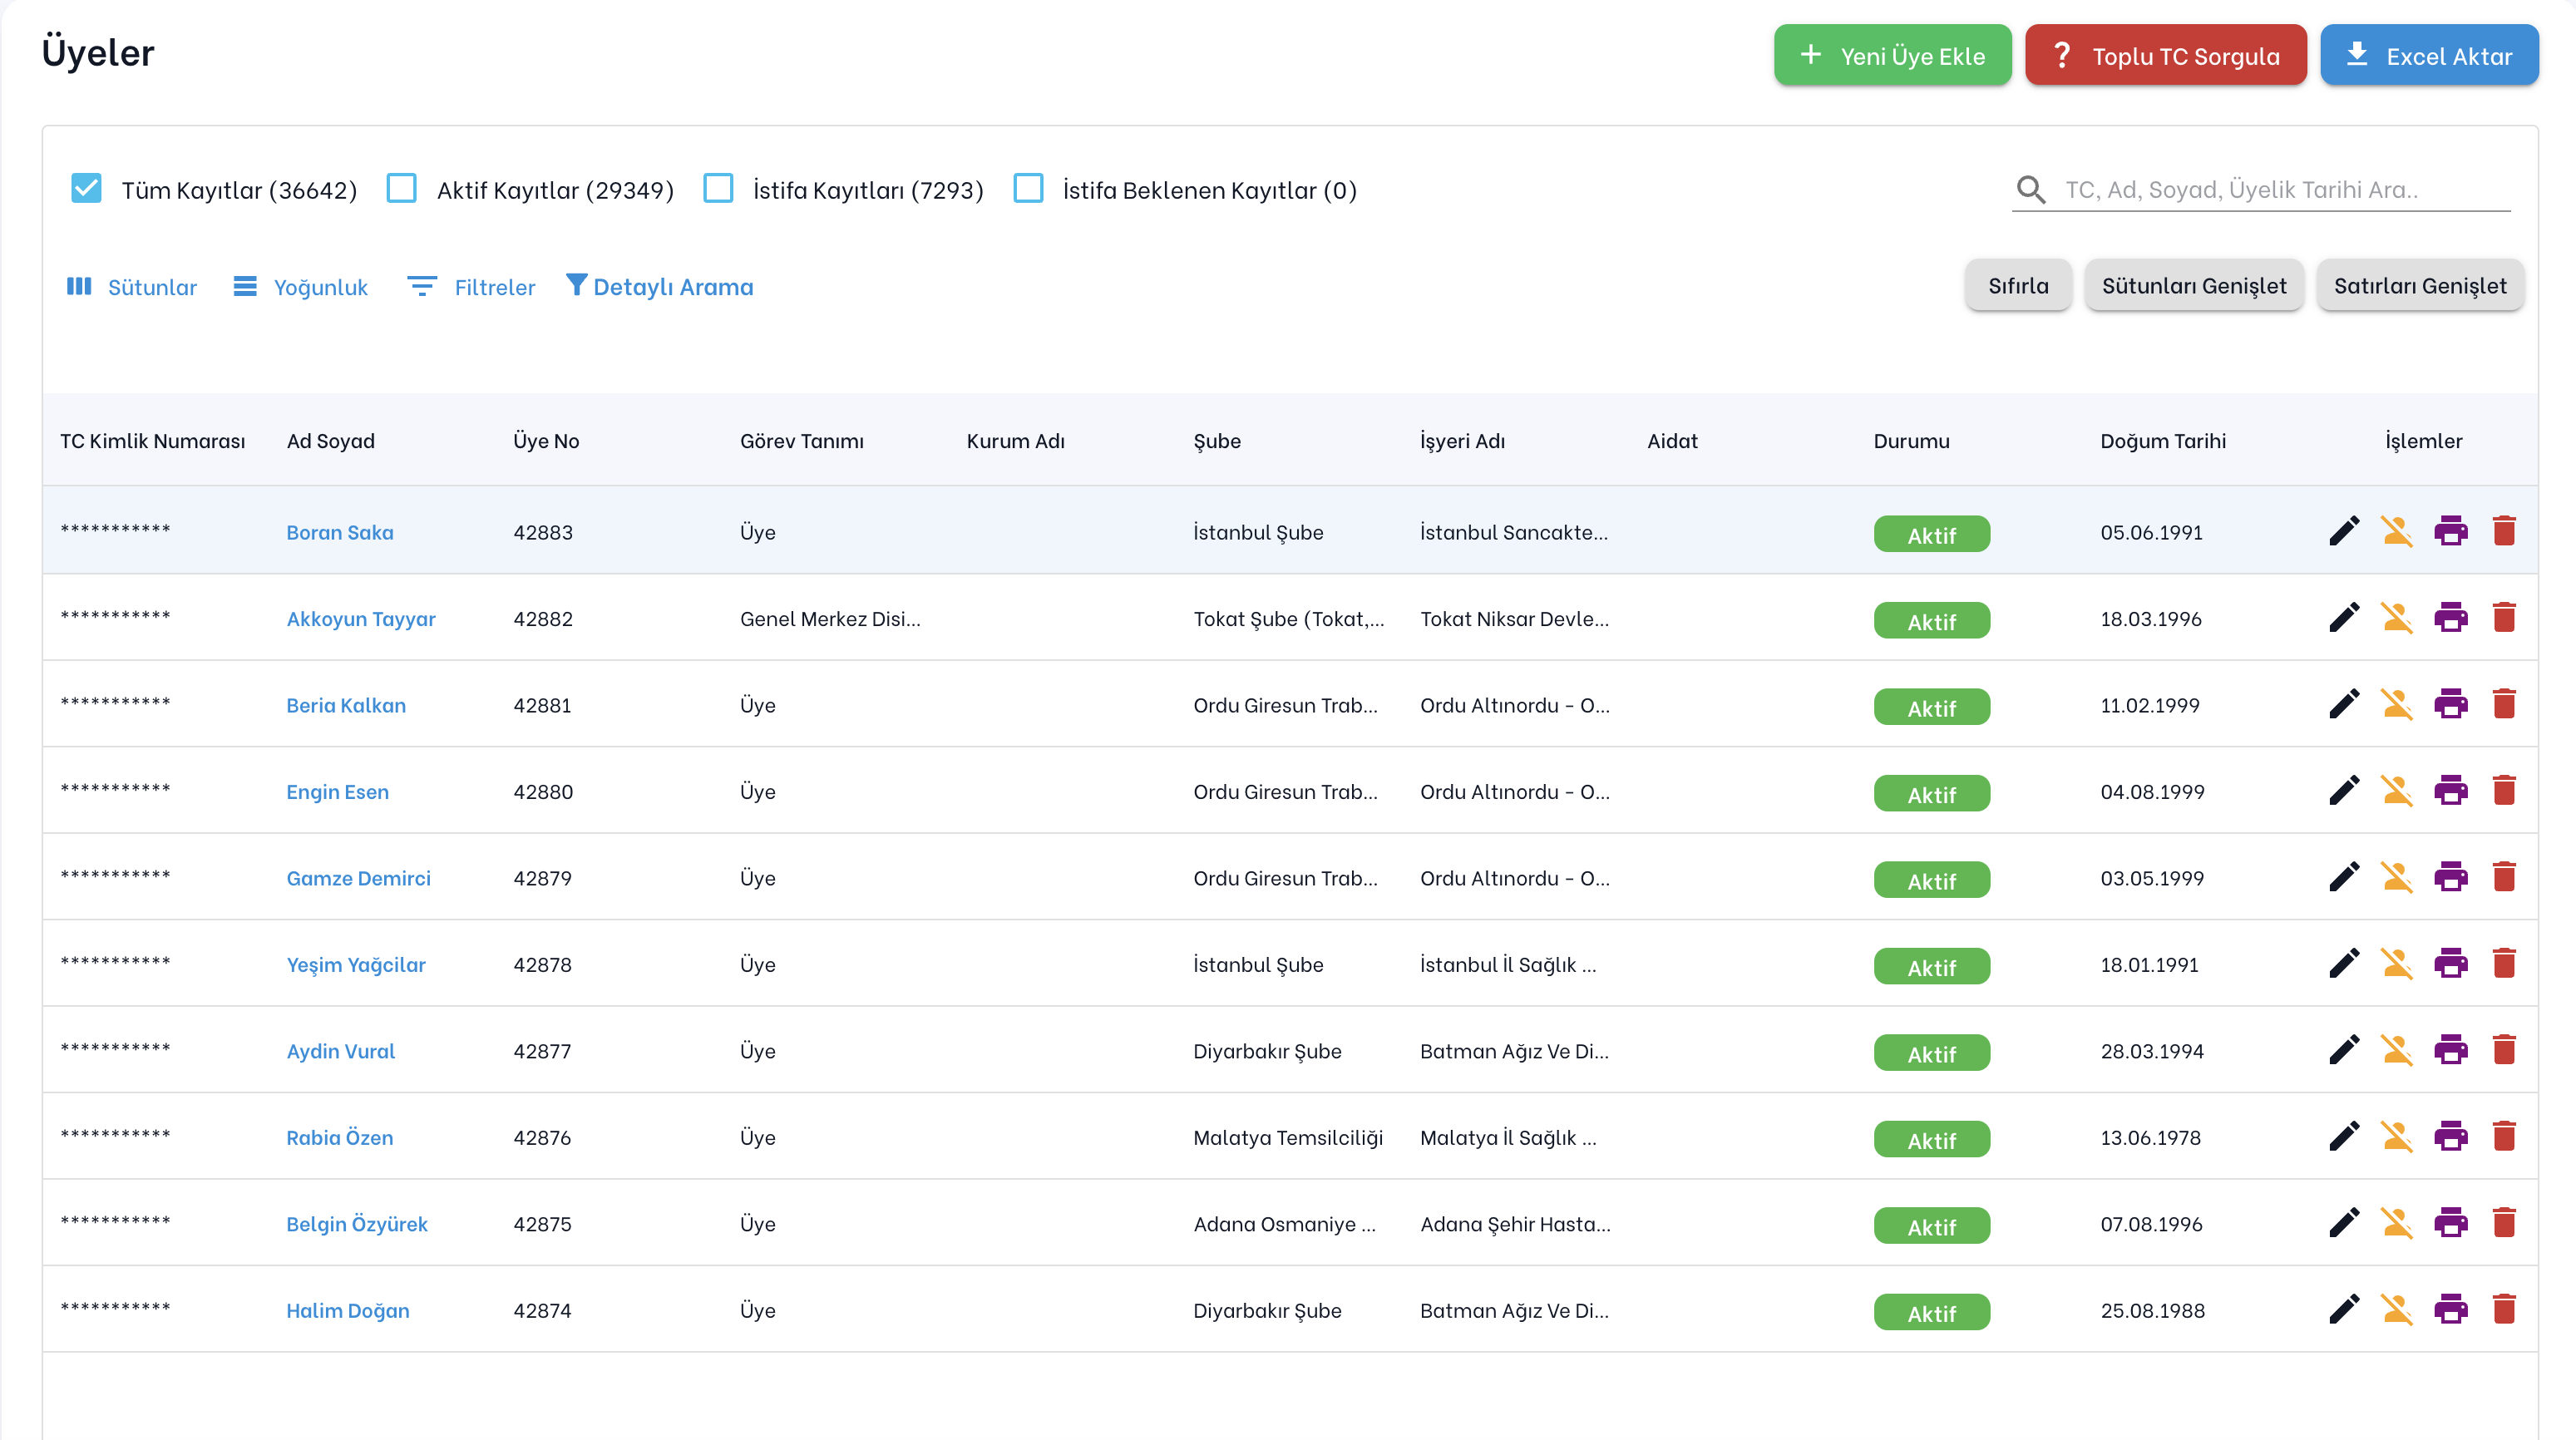 Üyeler
Yeni Üye Ekle
? Toplu TC Sorgula
Excel Aktar
Tüm Kayıtlar (36642) Aktif Kayıtlar (29349) İstifa Kayıtları (7293) İstifa Beklenen Kayıtlar (0)
TC, Ad, Soyad, Üyelik Tarihi Ara..
Sütunlar Yoğunluk Filtreler Detaylı Arama
Sıfırla Sütunları Genişlet Satırları Genişlet
TC Kimlik Numarası Ad Soyad Üye No Görev Tanımı Kurum Adı Şube İşyeri Adı Aidat Durumu Doğum Tarihi İşlemler
*********** Boran Saka 42883 Üye İstanbul Şube İstanbul Sancakte... Aktif 05.06.1991
*********** Akkoyun Tayyar 42882 Genel Merkez Disi... Tokat Şube (Tokat,... Tokat Niksar Devle... Aktif 18.03.1996
*********** Beria Kalkan 42881 Üye Ordu Giresun Trab... Ordu Altınordu - O... Aktif 11.02.1999
*********** Engin Esen 42880 Üye Ordu Giresun Trab... Ordu Altınordu - O... Aktif 04.08.1999
*********** Gamze Demirci 42879 Üye Ordu Giresun Trab... Ordu Altınordu - O... Aktif 03.05.1999
*********** Yeşim Yağcilar 42878 Üye İstanbul Şube İstanbul İl Sağlık ... Aktif 18.01.1991
*********** Aydin Vural 42877 Üye Diyarbakır Şube Batman Ağız Ve Di... Aktif 28.03.1994
*********** Rabia Özen 42876 Üye Malatya Temsilciliği Malatya İl Sağlık ... Aktif 13.06.1978
*********** Belgin Özyürek 42875 Üye Adana Osmaniye ... Adana Şehir Hasta... Aktif 07.08.1996
*********** Halim Doğan 42874 Üye Diyarbakır Şube Batman Ağız Ve Di... Aktif 25.08.1988